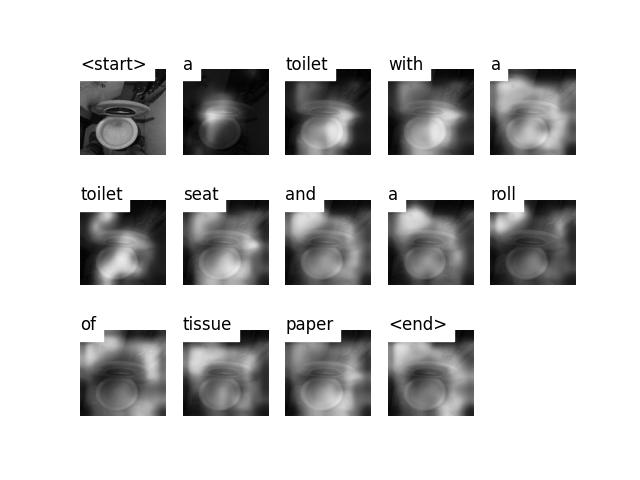 <start> a toilet with a
toilet seat and a roll
of tissue paper <end>